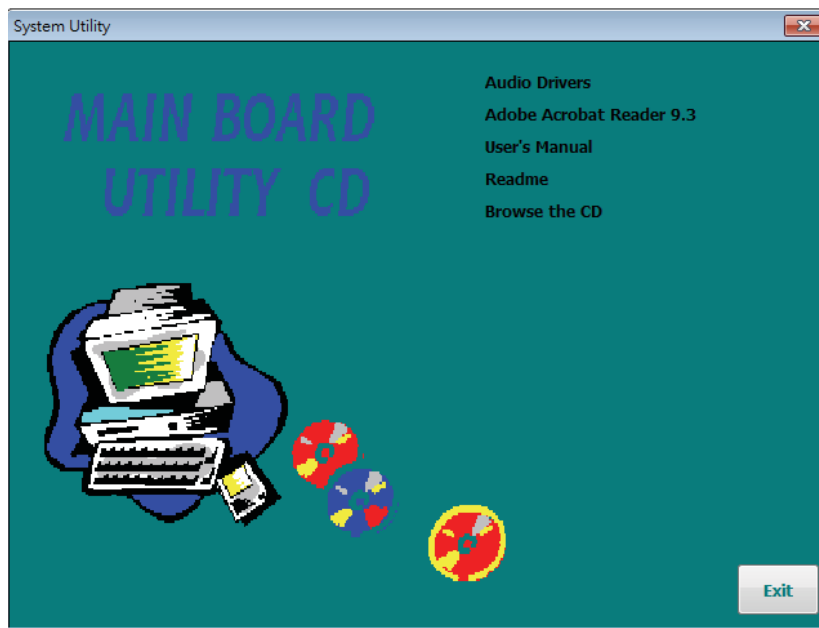 System Utility
MAIN BOARD
UTILITY CD
Audio Drivers
Adobe Acrobat Reader 9.3
User's Manual
Readme
Browse the CD
Exit